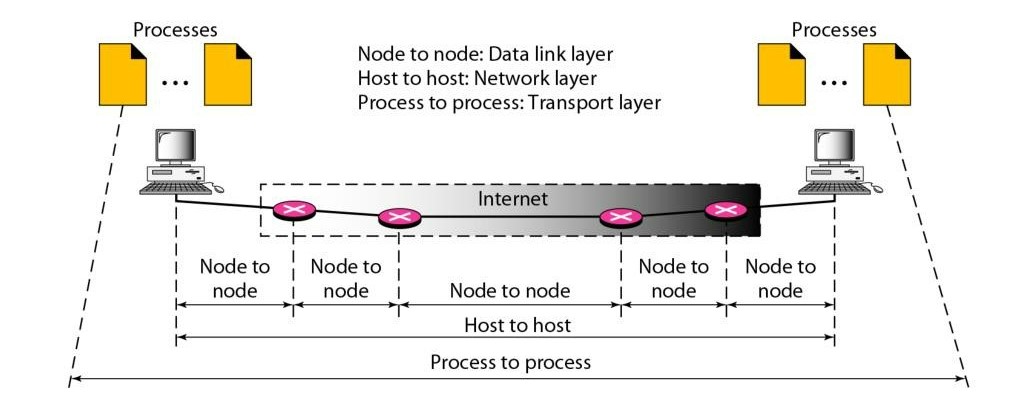 Processes
Processes
Node to node: Data link layer
Host to host: Network layer
Process to process: Transport layer
Internet
Node to
node
Node to
node
Node to node
Node to
node
Node to
node
Host to host
Process to process